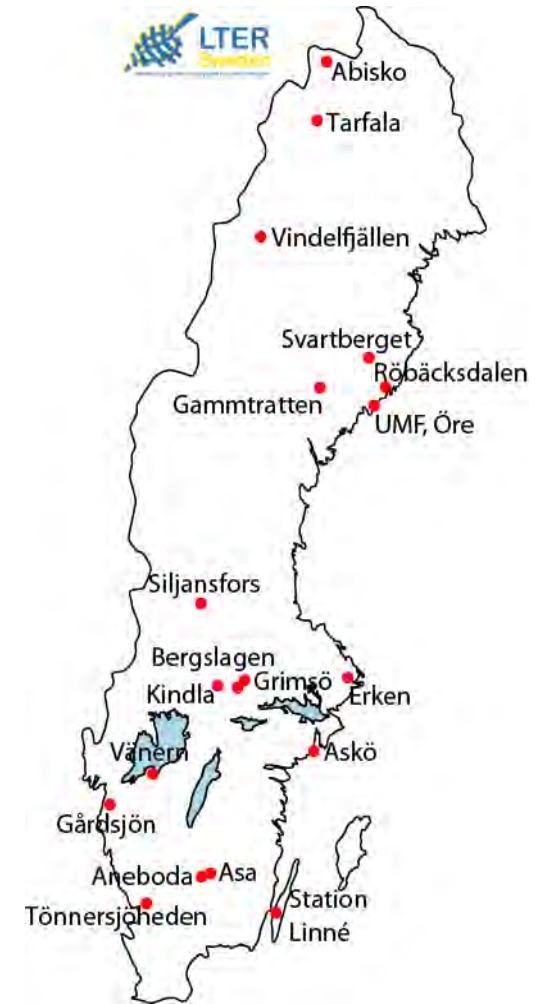 LTER
Sweden
Abisko
Tarfala
Vindelfjällen
Svartberget
Röbäcksdalen
Gammtratten
UMF, Öre
Siljansfors
Bergslagen
Grimsö
Kindla
Erken
Vänern
Askö
Gårdsjön
Aneboda
Asa
Tönnersjöheden
Station
Linné